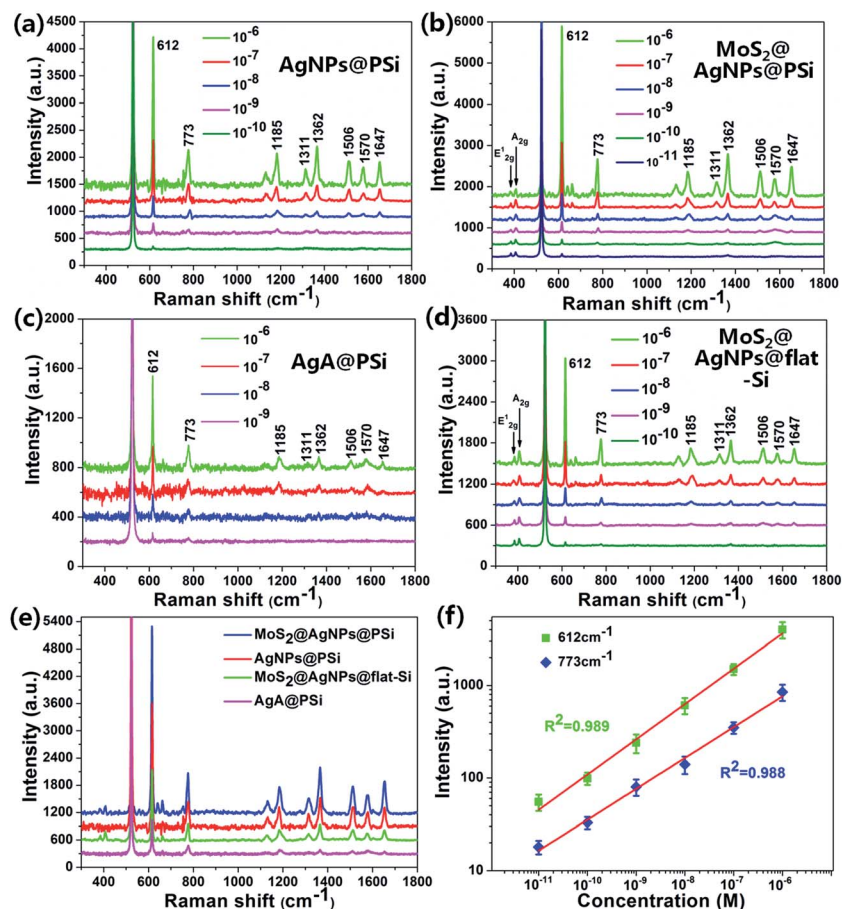 (a)
4500
4000
3500
3000
2500
2000
1500
1000
500
0
Intensity (a.u.)
612
773
1185
1311
1362
1506
1570
1647
10⁻⁶
10⁻⁷
10⁻⁸
10⁻⁹
10⁻¹⁰
AgNPs@PSi
400 600 800 1000 1200 1400 1600 1800
Raman shift (cm⁻¹)
(b)
6000
5000
4000
3000
2000
1000
0
Intensity (a.u.)
E¹₂g
A₂g
612
773
1185
1311
1362
1506
1570
1647
10⁻⁶
10⁻⁷
10⁻⁸
10⁻⁹
10⁻¹⁰
10⁻¹¹
MoS₂@
AgNPs@PSi
400 600 800 1000 1200 1400 1600 1800
Raman shift (cm⁻¹)
(c)
2000
1600
1200
800
400
0
Intensity (a.u.)
612
773
1185
1311
1362
1506
1570
1647
10⁻⁶
10⁻⁷
10⁻⁸
10⁻⁹
AgA@PSi
400 600 800 1000 1200 1400 1600 1800
Raman shift (cm⁻¹)
(d)
3600
3000
2400
1800
1200
600
0
Intensity (a.u.)
E¹₂g
A₂g
612
773
1185
1311
1362
1506
1570
1647
10⁻⁶
10⁻⁷
10⁻⁸
10⁻⁹
10⁻¹⁰
MoS₂@
AgNPs@flat
-Si
400 600 800 1000 1200 1400 1600 1800
Raman shift (cm⁻¹)
(e)
5400
4800
4200
3600
3000
2400
1800
1200
600
0
Intensity (a.u.)
MoS₂@AgNPs@PSi
AgNPs@PSi
MoS₂@AgNPs@flat-Si
AgA@PSi
400 600 800 1000 1200 1400 1600 1800
Raman shift (cm⁻¹)
(f)
1000
100
10
Intensity (a.u.)
612cm⁻¹
773cm⁻¹
R²=0.989
R²=0.988
10⁻¹¹ 10⁻¹⁰ 10⁻⁹ 10⁻⁸ 10⁻⁷ 10⁻⁶
Concentration (M)